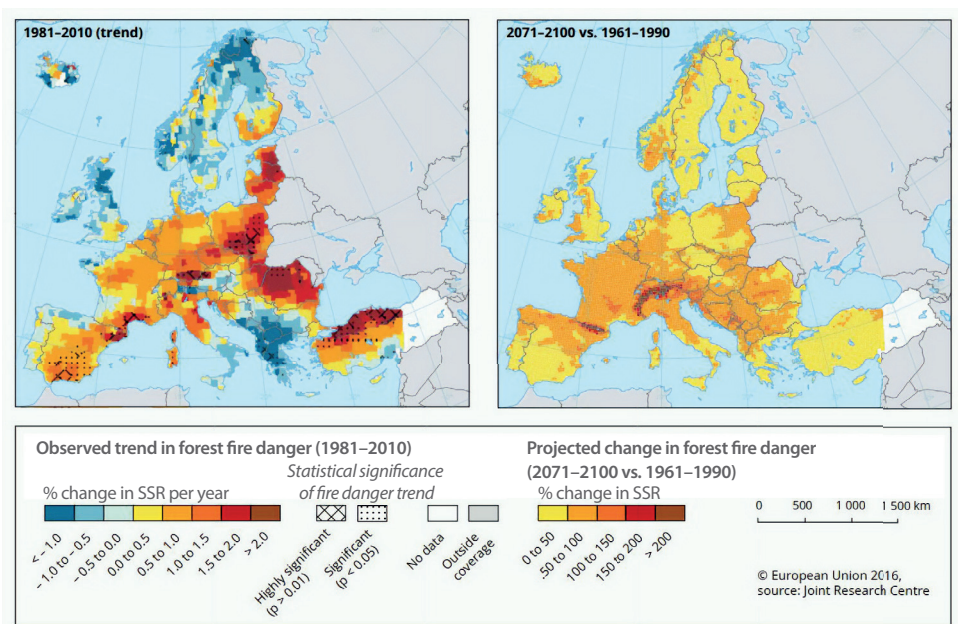 1981–2010 (trend)
2071–2100 vs. 1961–1990
Observed trend in forest fire danger (1981–2010)
% change in SSR per year
< – 1.0
– 1.0 to – 0.5
– 0.5 to 0.0
0.0 to 0.5
0.5 to 1.0
1.0 to 1.5
1.5 to 2.0
> 2.0
Statistical significance
of fire danger trend
Highly significant
(p > 0.01)
Significant
(p < 0.05)
No data
Outside
coverage
Projected change in forest fire danger
(2071–2100 vs. 1961–1990)
% change in SSR
0 to 50
50 to 100
100 to 150
150 to 200
> 200
0 500 1 000 1 500 km
© European Union 2016,
source: Joint Research Centre